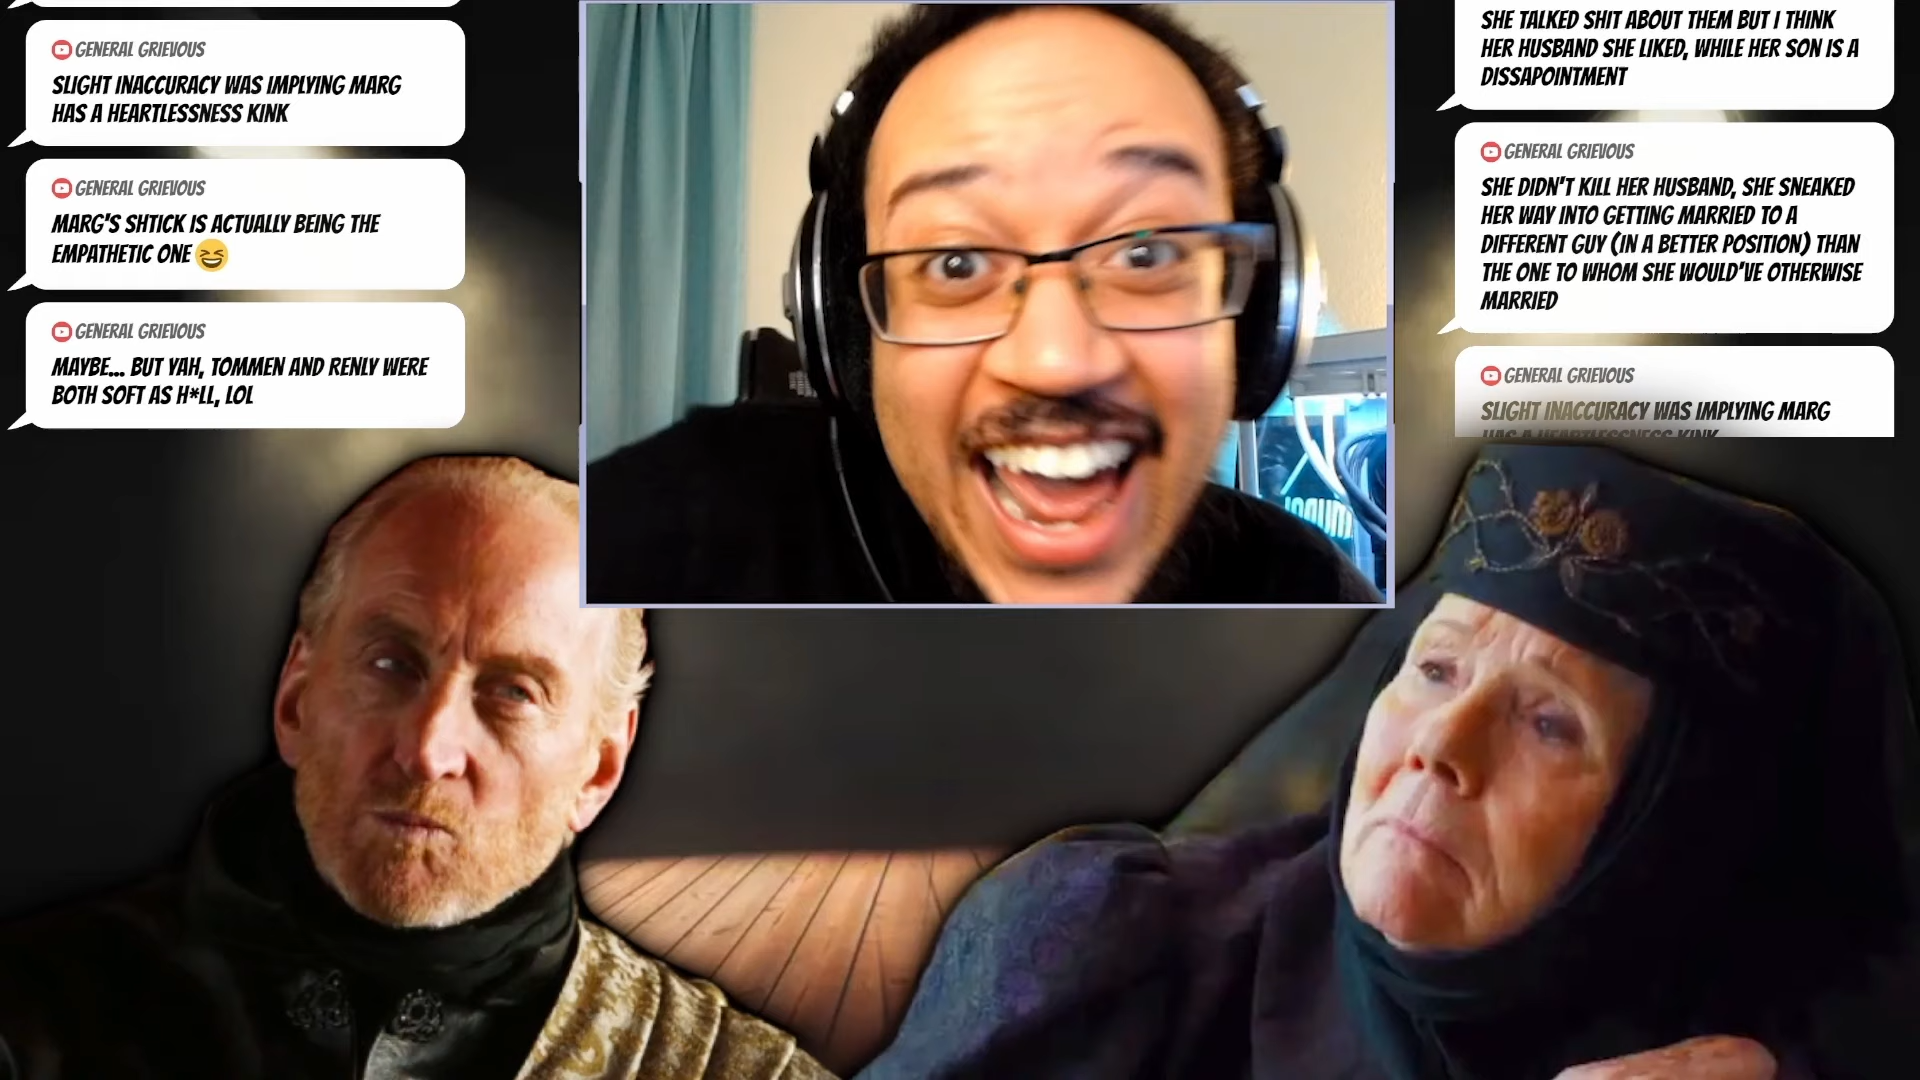 GENERAL GRIEVOUS
SLIGHT INACCURACY WAS IMPLYING MARG
HAS A HEARTLESSNESS KINK
GENERAL GRIEVOUS
MARG'S SHTICK IS ACTUALLY BEING THE
EMPATHETIC ONE 😆
GENERAL GRIEVOUS
MAYBE... BUT YAH, TOMMEN AND RENLY WERE
BOTH SOFT AS H*LL, LOL
SHE TALKED SHIT ABOUT THEM BUT I THINK
HER HUSBAND SHE LIKED, WHILE HER SON IS A
DISSAPOINTMENT
GENERAL GRIEVOUS
SHE DIDN'T KILL HER HUSBAND, SHE SNEAKED
HER WAY INTO GETTING MARRIED TO A
DIFFERENT GUY (IN A BETTER POSITION) THAN
THE ONE TO WHOM SHE WOULD'VE OTHERWISE
MARRIED
GENERAL GRIEVOUS
SLIGHT INACCURACY WAS IMPLYING MARG
HAS A HEARTLESSNESS KINK